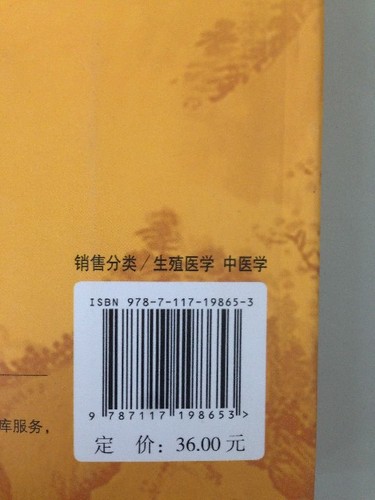 销售分类/生殖医学 中医学
ISBN 978-7-117-19865-3
9 787117 198653>
库服务，
定 价：36.00 元